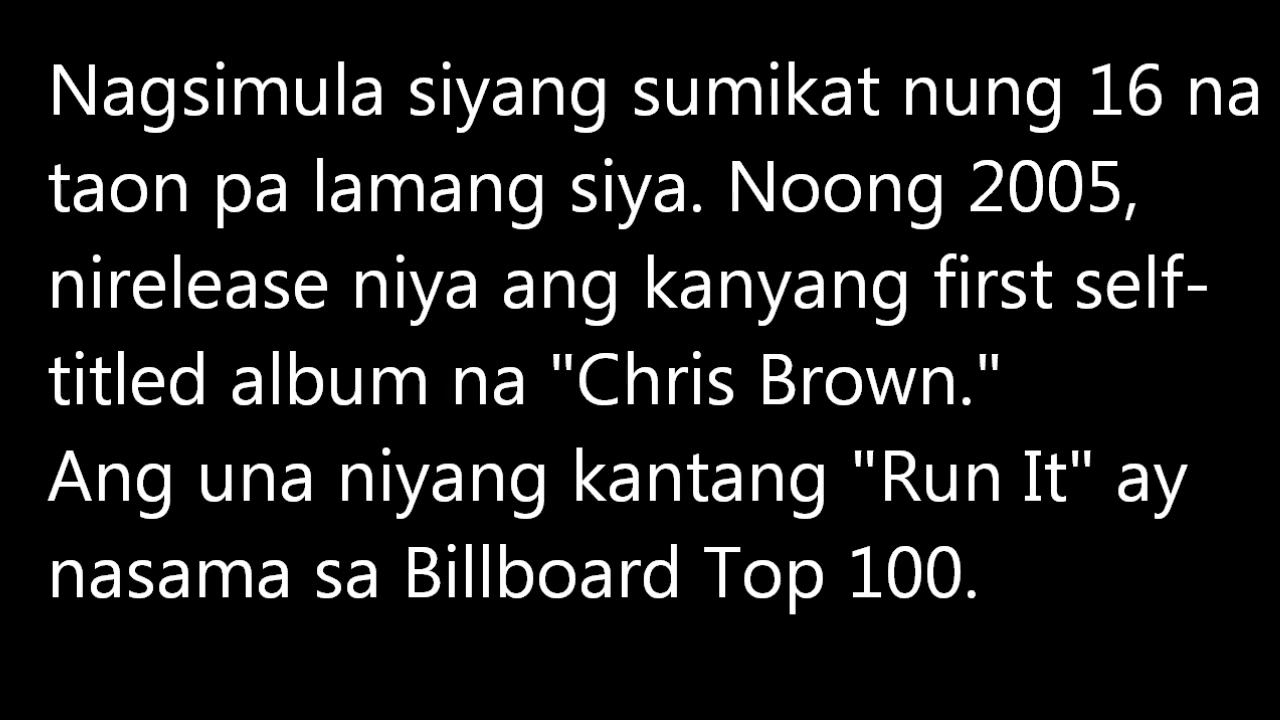 Nagsimula siyang sumikat nung 16 na
taon pa lamang siya. Noong 2005,
nirelease niya ang kanyang first self-
titled album na "Chris Brown."
Ang una niyang kantang "Run It" ay
nasama sa Billboard Top 100.